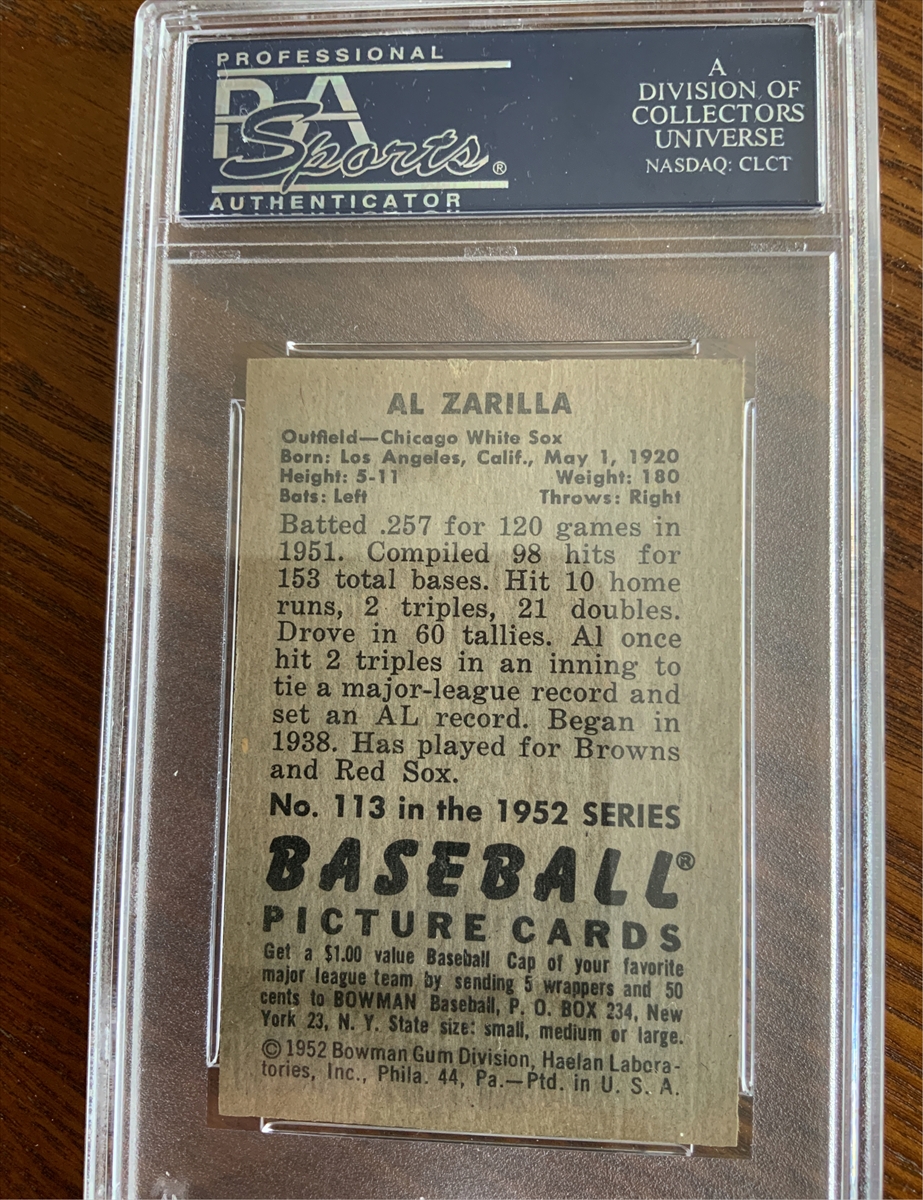 PROFESSIONAL
PSA
Sports®
AUTHENTICATOR
A
DIVISION OF
COLLECTORS
UNIVERSE
NASDAQ: CLCT
AL ZARILLA
Outfield—Chicago White Sox
Born: Los Angeles, Calif., May 1, 1920
Height: 5-11 Weight: 180
Bats: Left Throws: Right
Batted .257 for 120 games in
1951. Compiled 98 hits for
153 total bases. Hit 10 home
runs, 2 triples, 21 doubles.
Drove in 60 tallies. Al once
hit 2 triples in an inning to
tie a major-league record and
set an AL record. Began in
1938. Has played for Browns
and Red Sox.
No. 113 in the 1952 SERIES
BASEBALL®
PICTURE CARDS
Get a $1.00 value Baseball Cap of your favorite
major league team by sending 5 wrappers and 50
cents to BOWMAN Baseball, P. O. BOX 234, New
York 23, N. Y. State size: small, medium or large.
© 1952 Bowman Gum Division, Haelan Labora-
tories, Inc., Phila. 44, Pa.—Ptd. in U. S. A.